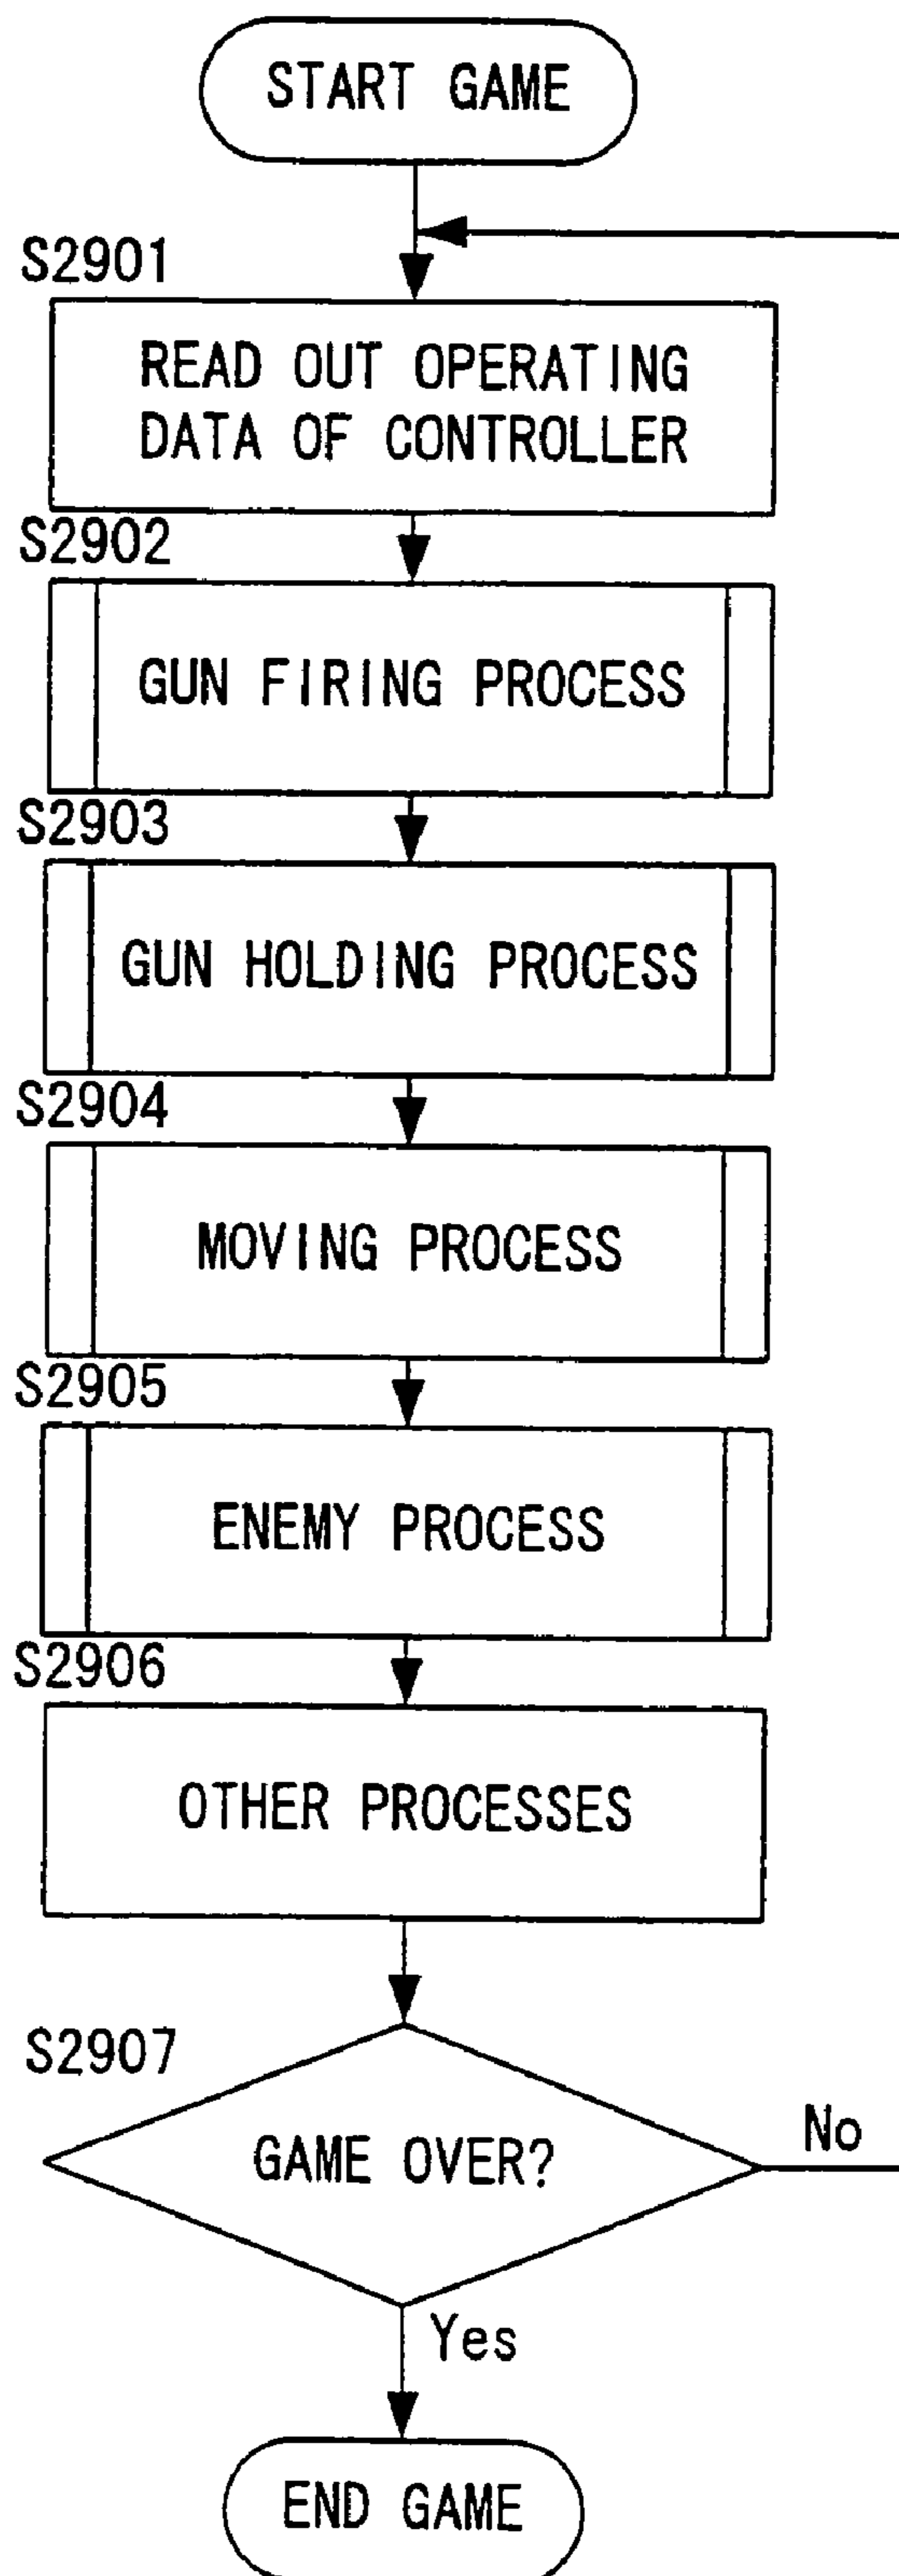 START GAME
S2901
READ OUT OPERATING
DATA OF CONTROLLER
S2902
GUN FIRING PROCESS
S2903
GUN HOLDING PROCESS
S2904
MOVING PROCESS
S2905
ENEMY PROCESS
S2906
OTHER PROCESSES
S2907
GAME OVER?
No
Yes
END GAME